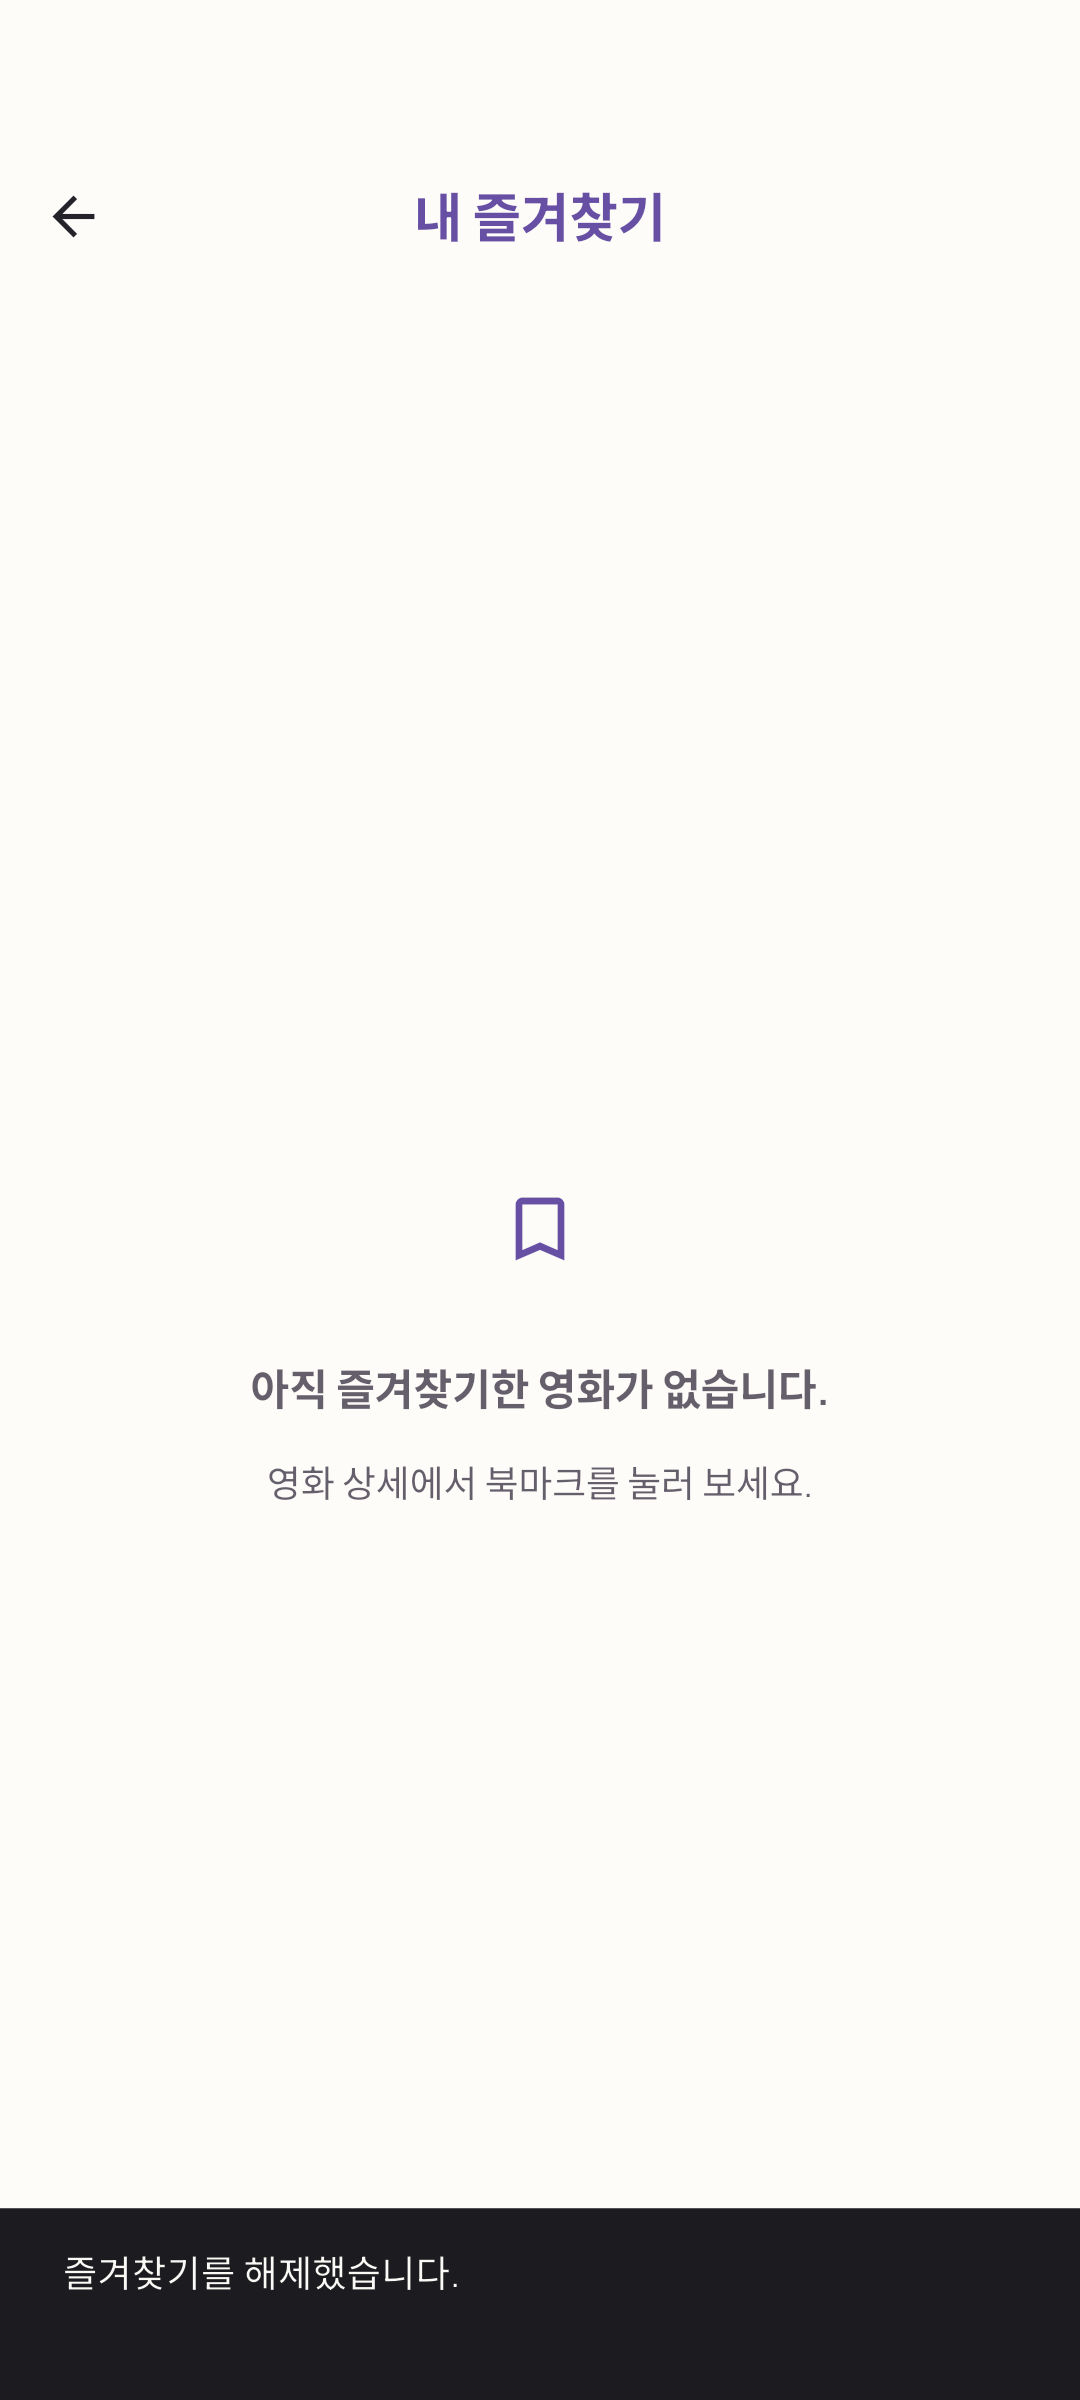 내 즐겨찾기
아직 즐겨찾기한 영화가 없습니다.
영화 상세에서 북마크를 눌러 보세요.
즐겨찾기를 해제했습니다.